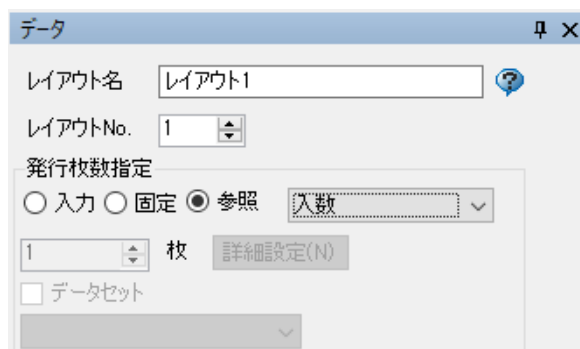 データ
レイアウト名 レイアウト1
レイアウトNo. 1
発行枚数指定
入力 固定 参照 入数
1 枚 詳細設定(N)
データセット